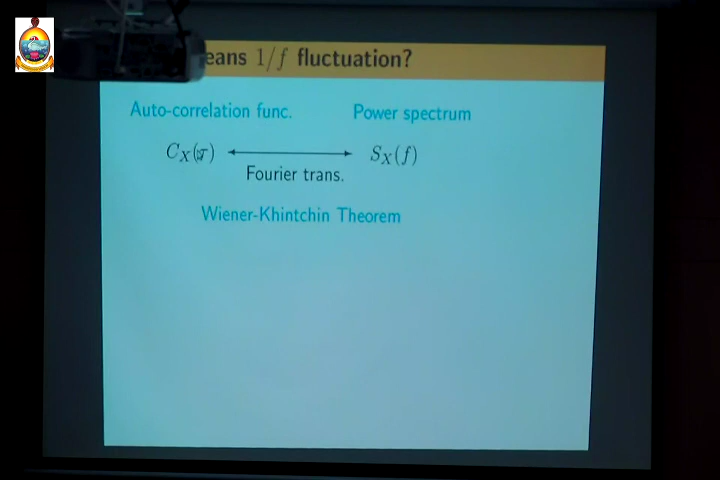 eans 1/f fluctuation?
Auto-correlation func. Power spectrum
C_X(τ) ⟷ S_X(f)
Fourier trans.
Wiener-Khintchin Theorem